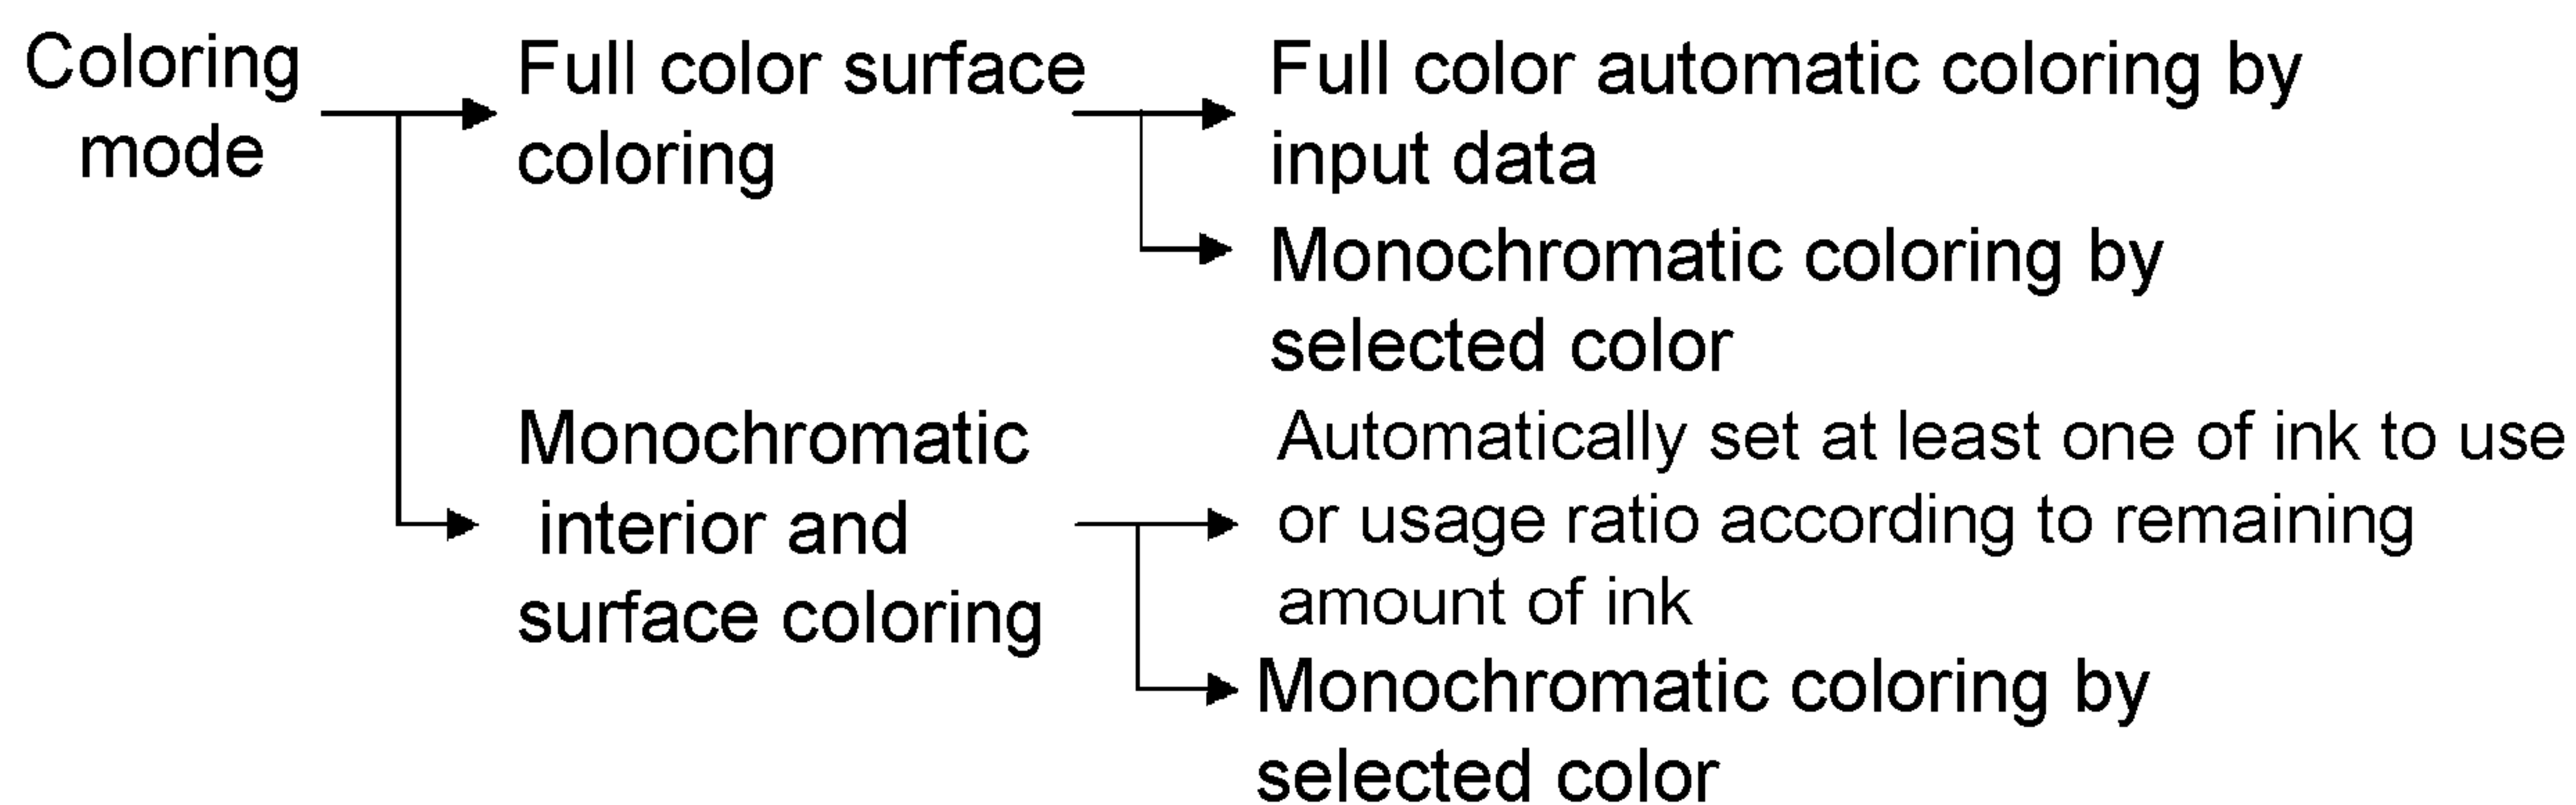 Coloring
mode
Full color surface
coloring
Full color automatic coloring by
input data
Monochromatic coloring by
selected color
Monochromatic
interior and
surface coloring
Automatically set at least one of ink to use
or usage ratio according to remaining
amount of ink
Monochromatic coloring by
selected color